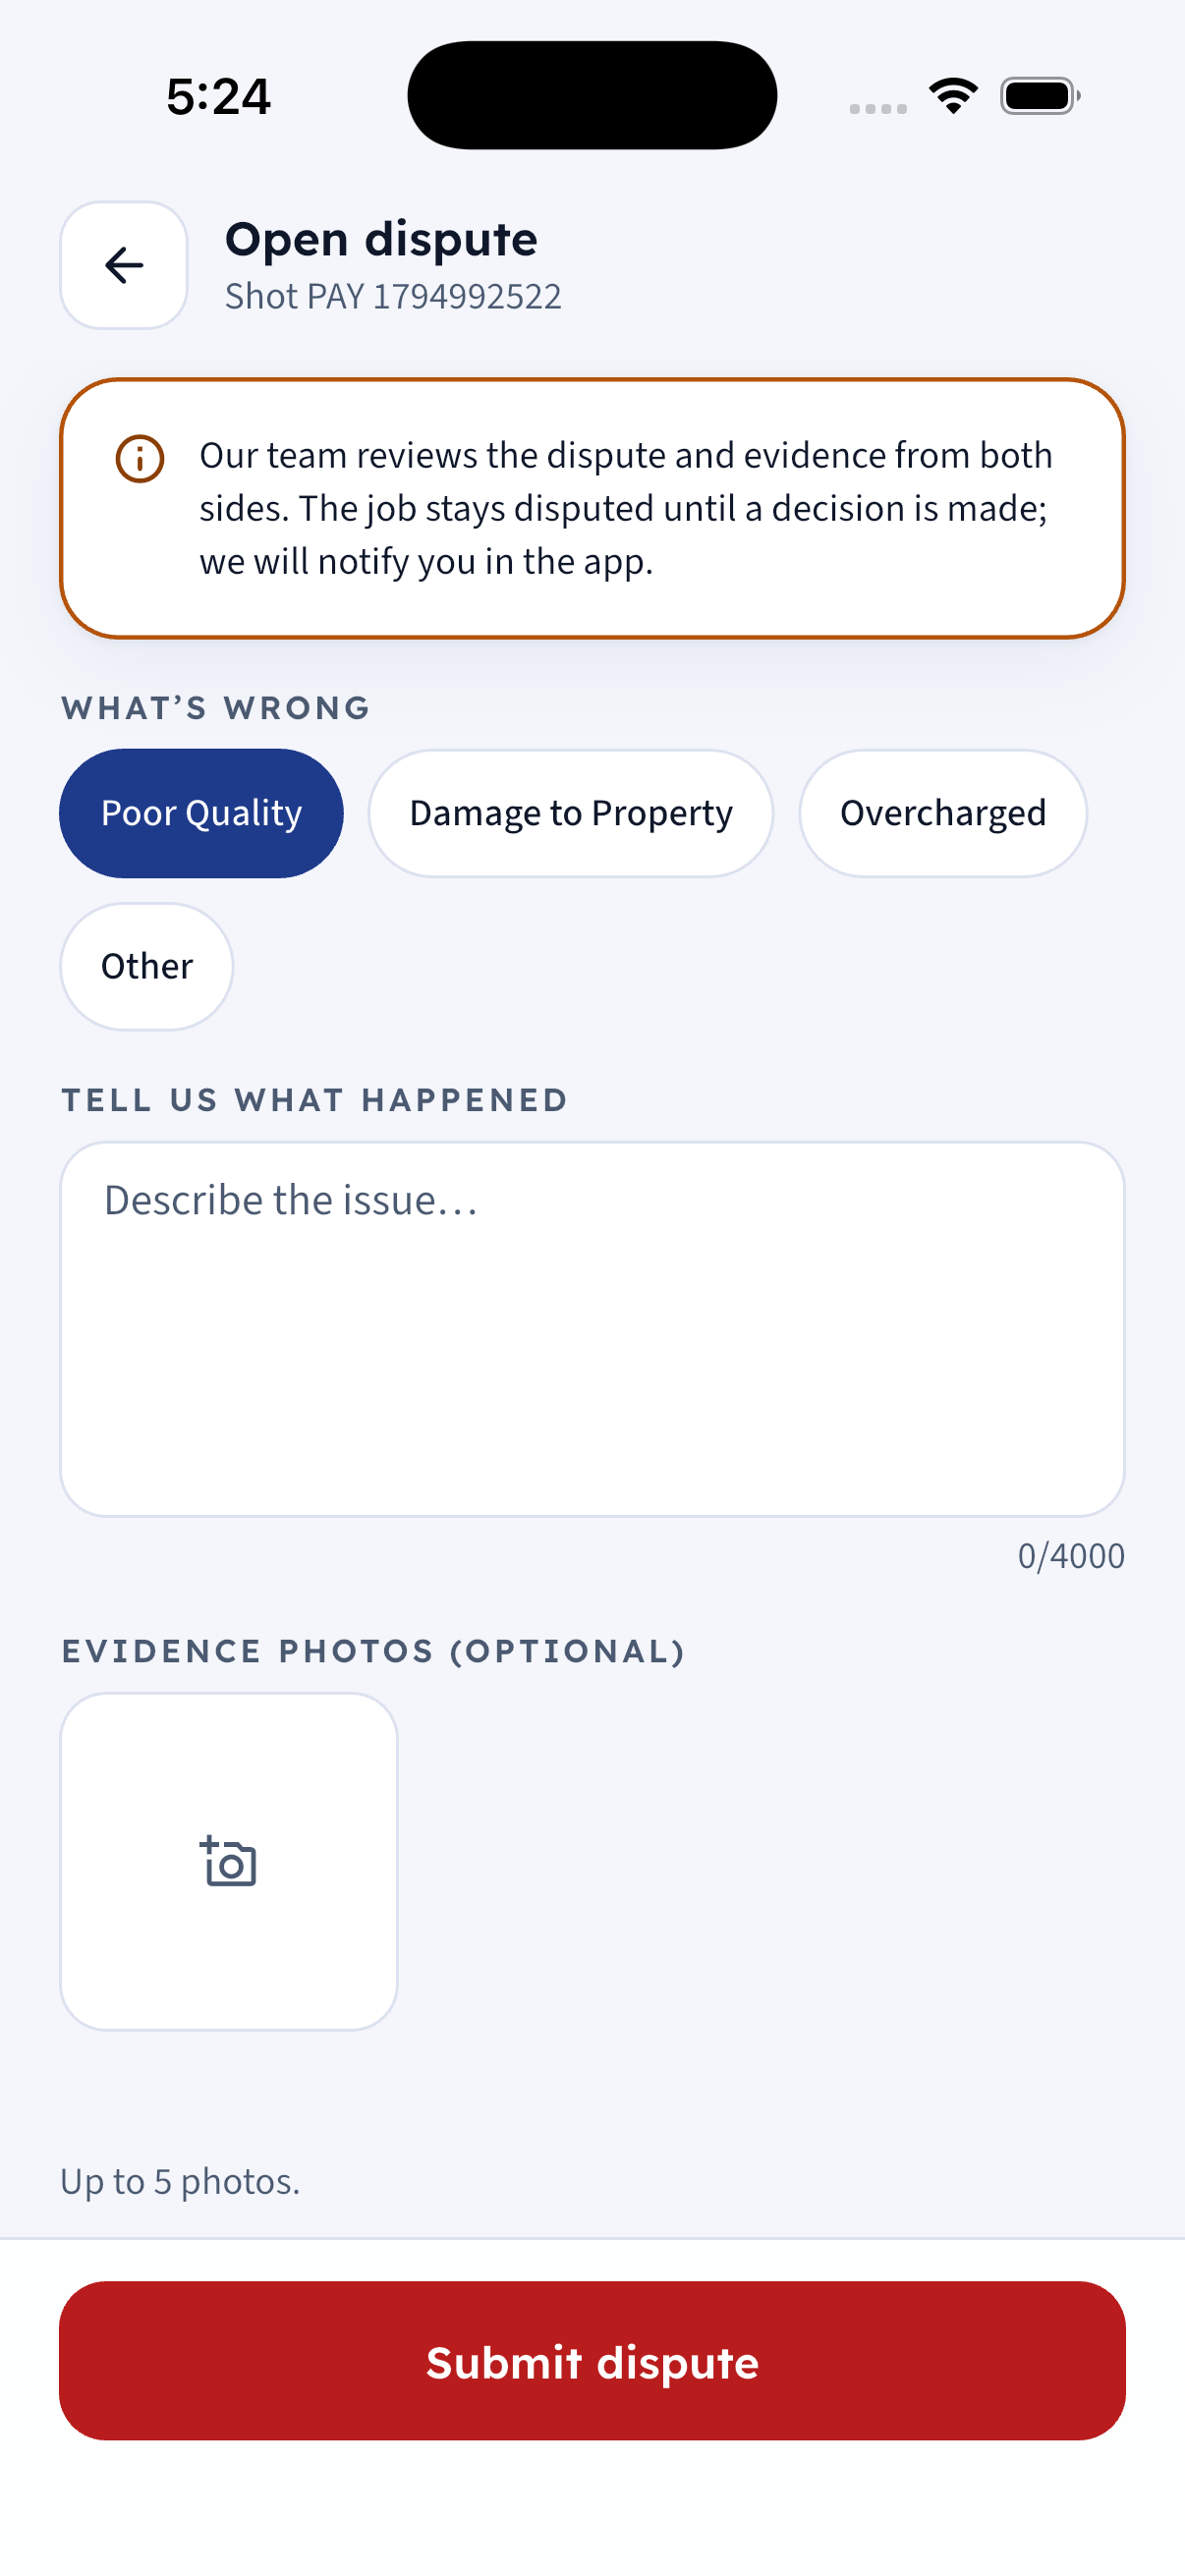 5:24
Open dispute
Shot PAY 1794992522
Our team reviews the dispute and evidence from both
sides. The job stays disputed until a decision is made;
we will notify you in the app.
WHAT’S WRONG
Poor Quality
Damage to Property
Overcharged
Other
TELL US WHAT HAPPENED
Describe the issue…
0/4000
EVIDENCE PHOTOS (OPTIONAL)
Up to 5 photos.
Submit dispute